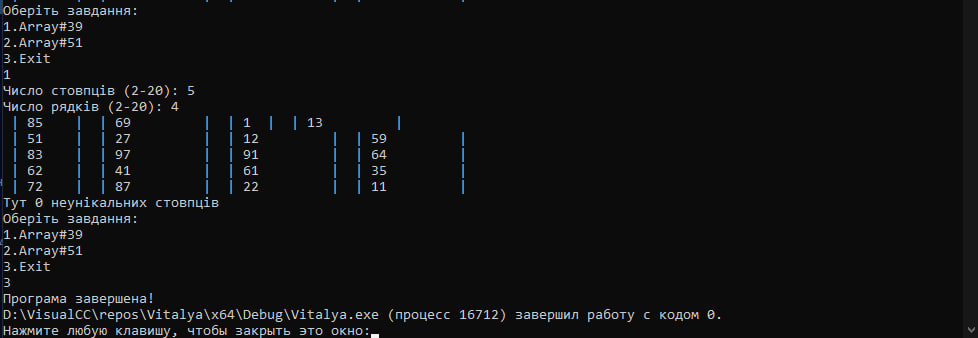 Оберіть завдання:
1.Array#39
2.Array#51
3.Exit
1
Число стовпців (2-20): 5
Число рядків (2-20): 4
| 85 | | 69 | | 1 | | 13 |
| 51 | | 27 | | 12 | | 59 |
| 83 | | 97 | | 91 | | 64 |
| 62 | | 41 | | 61 | | 35 |
| 72 | | 87 | | 22 | | 11 |
Тут 0 неунікальних стовпців
Оберіть завдання:
1.Array#39
2.Array#51
3.Exit
3
Програма завершена!
D:\VisualCC\repos\Vitalya\x64\Debug\Vitalya.exe (процесс 16712) завершил работу с кодом 0.
Нажмите любую клавишу, чтобы закрыть это окно: